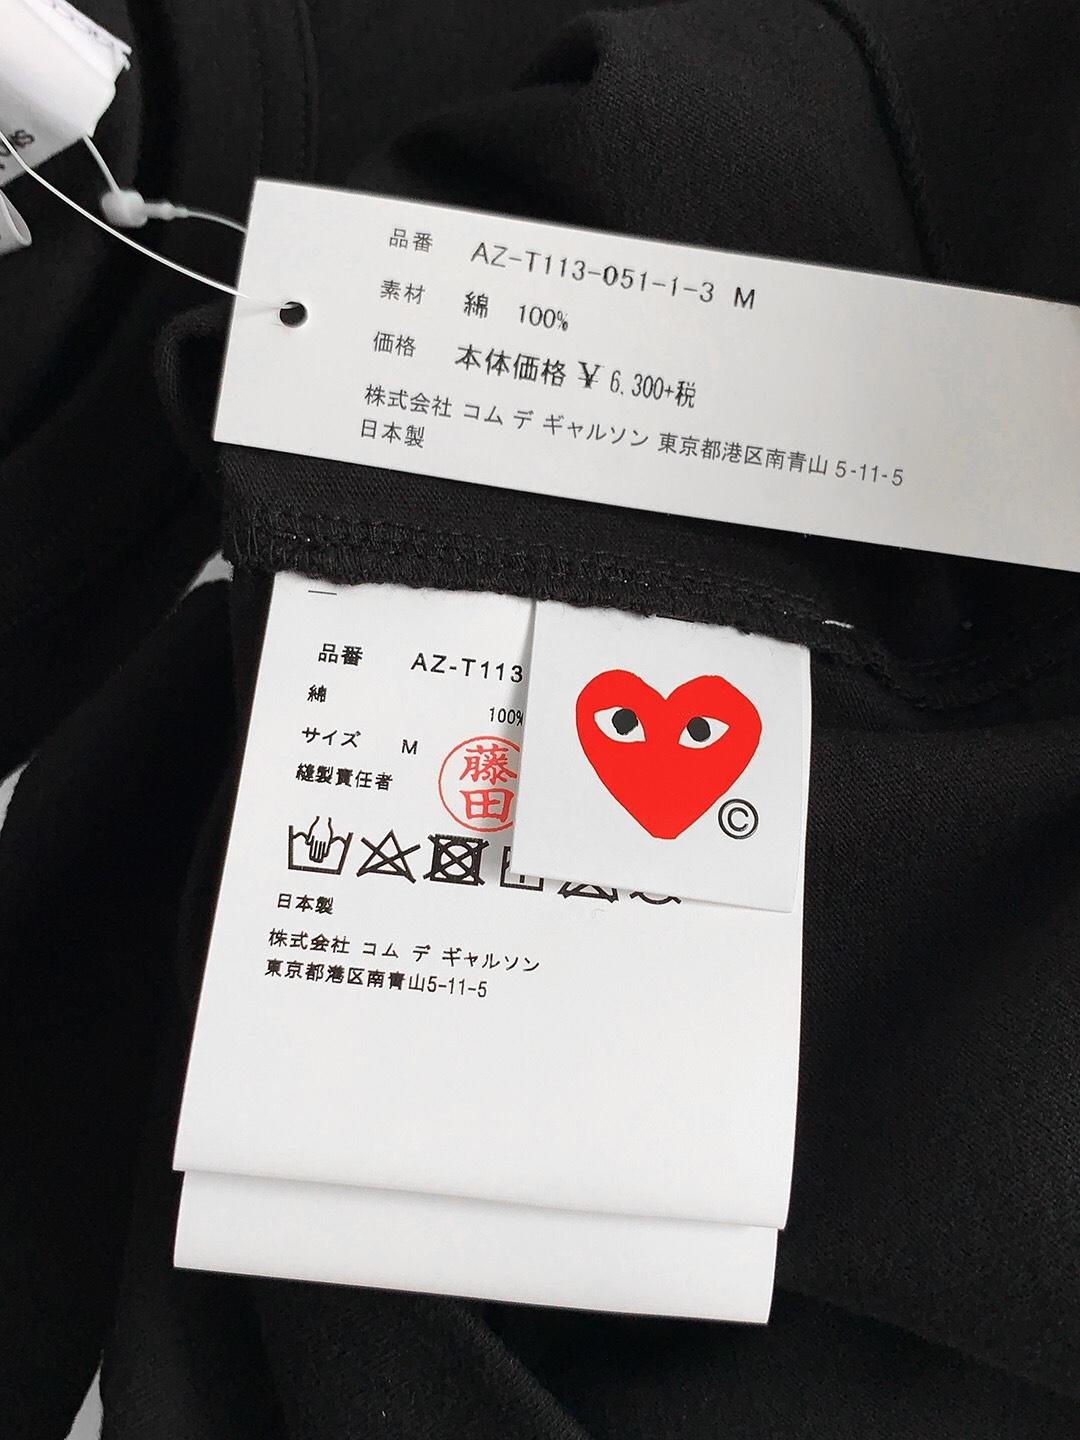 品番 AZ-T113-051-1-3 M
素材 綿 100%
価格 本体価格 ¥ 6,300+税
株式会社 コム デ ギャルソン 東京都港区南青山 5-11-5
日本製
品番 AZ-T113
綿
100%
サイズ M
縫製責任者
藤田
©
日本製
株式会社 コム デ ギャルソン
東京都港区南青山5-11-5